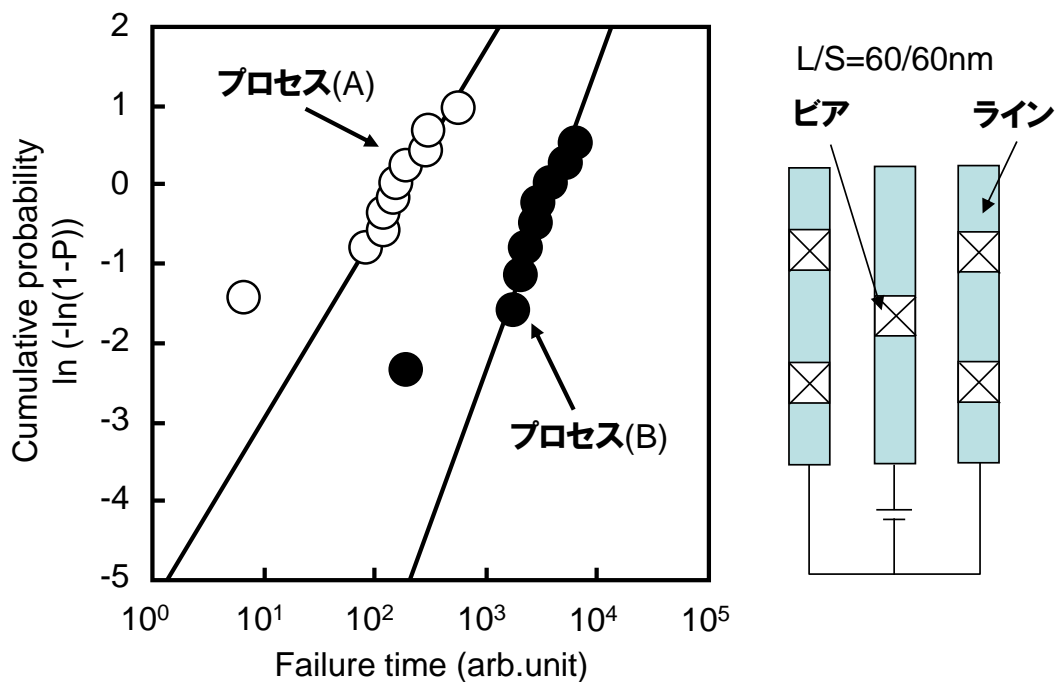 2
1
0
-1
-2
-3
-4
-5
Cumulative probability
ln (-ln(1-P))
プロセス(A)
プロセス(B)
10⁰
10¹
10²
10³
10⁴
10⁵
Failure time (arb.unit)
L/S=60/60nm
ビア
ライン